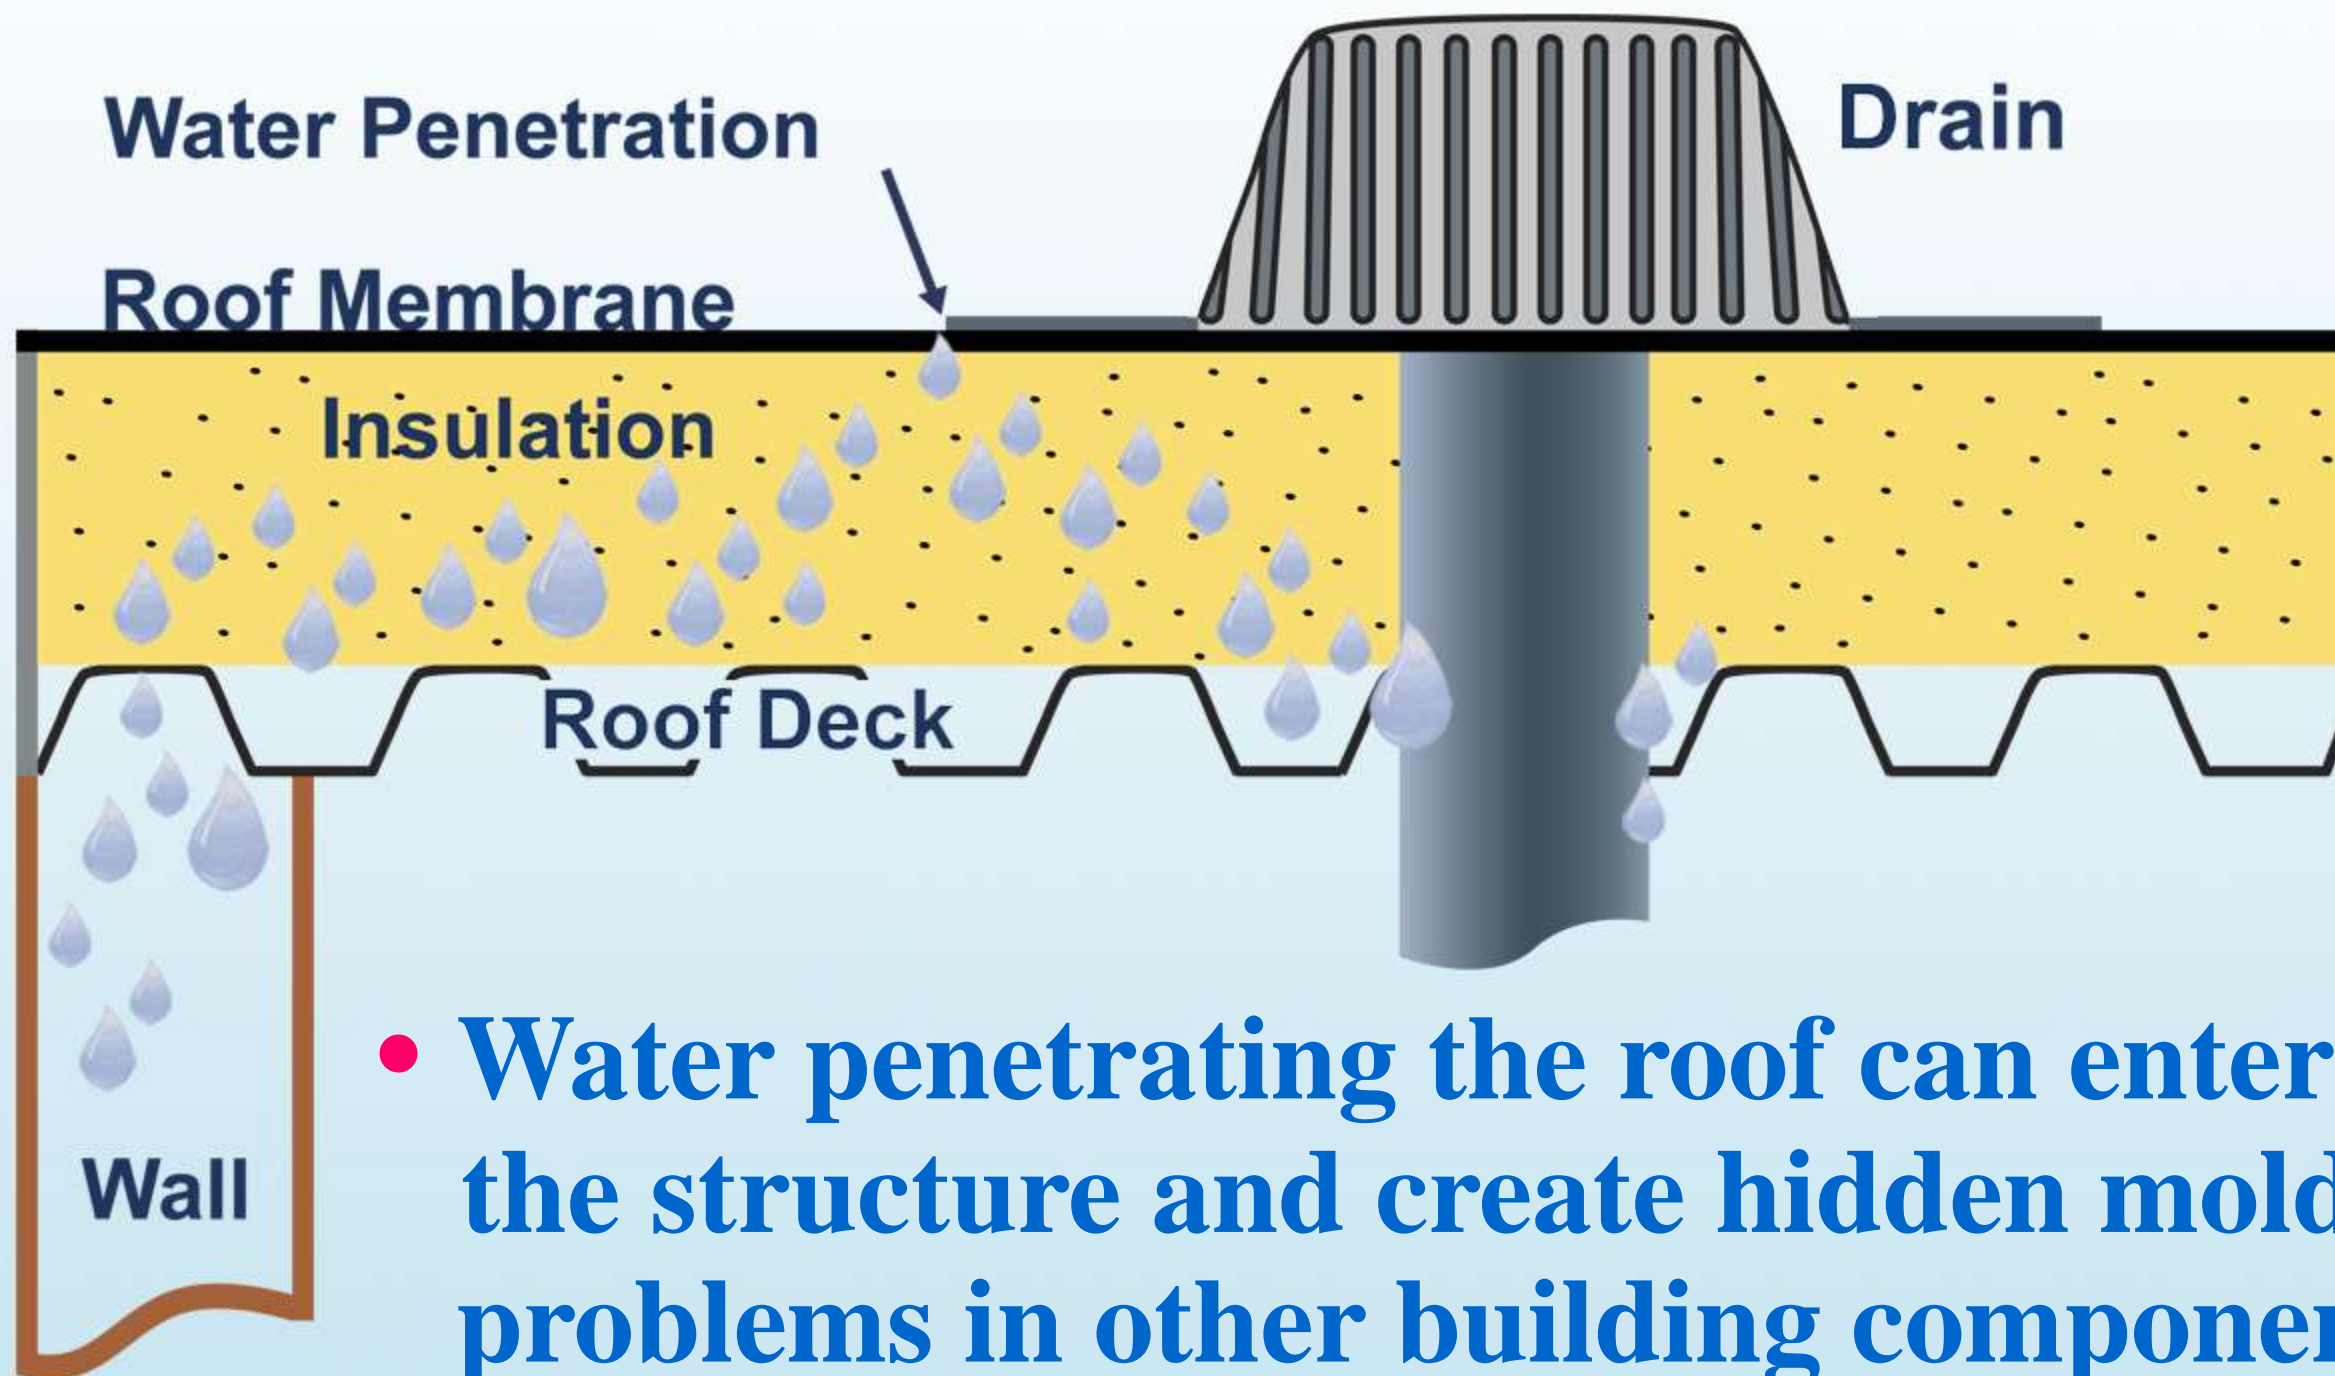 Water Penetration
Drain
Roof Membrane
Insulation
Roof Deck
Wall
• Water penetrating the roof can enter
the structure and create hidden mold
problems in other building